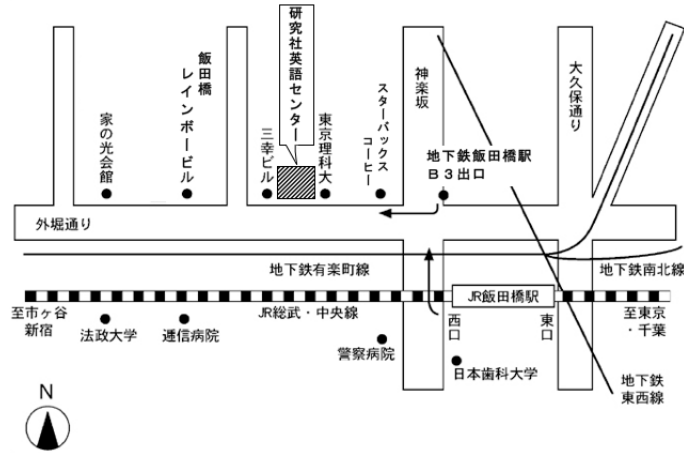 研究社英語センター
飯田橋
レインボービル
家の光会館
三幸ビル
東京理科大
スターバックス
コーヒー
神楽坂
大久保通り
地下鉄飯田橋駅
B3出口
外堀通り
地下鉄有楽町線
地下鉄南北線
JR飯田橋駅
至市ヶ谷
新宿
法政大学
逓信病院
JR総武・中央線
警察病院
西口
東口
日本歯科大学
至東京
・千葉
地下鉄
東西線
N